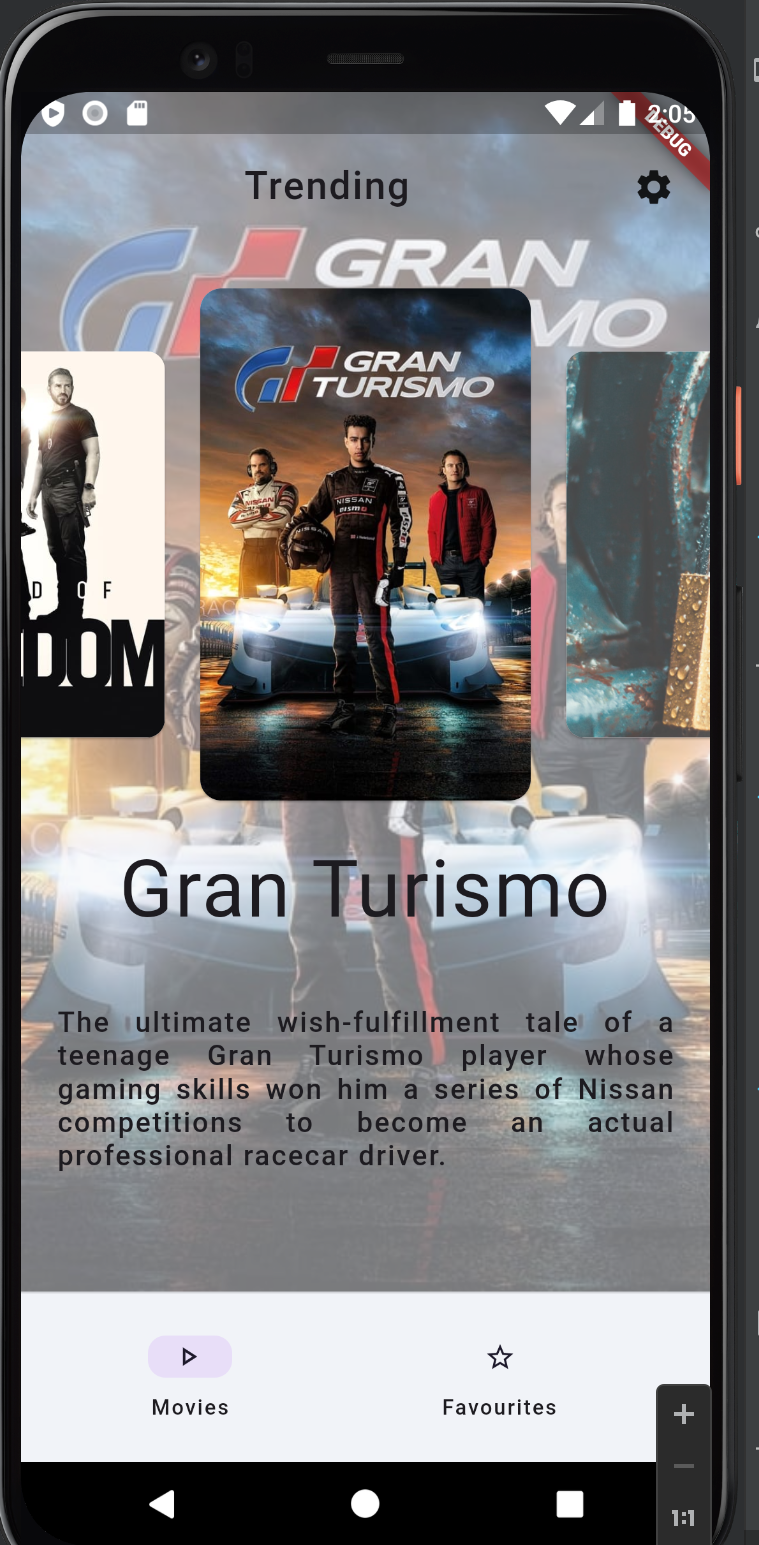 2:05
DEBUG
Trending
GRAN
MO
GRAN
TURISMO
NISSAN
NISSAN
nismo
D OF
DOM
Gran Turismo
The ultimate wish-fulfillment tale of a
teenage Gran Turismo player whose
gaming skills won him a series of Nissan
competitions to become an actual
professional racecar driver.
Movies
Favourites
1:1